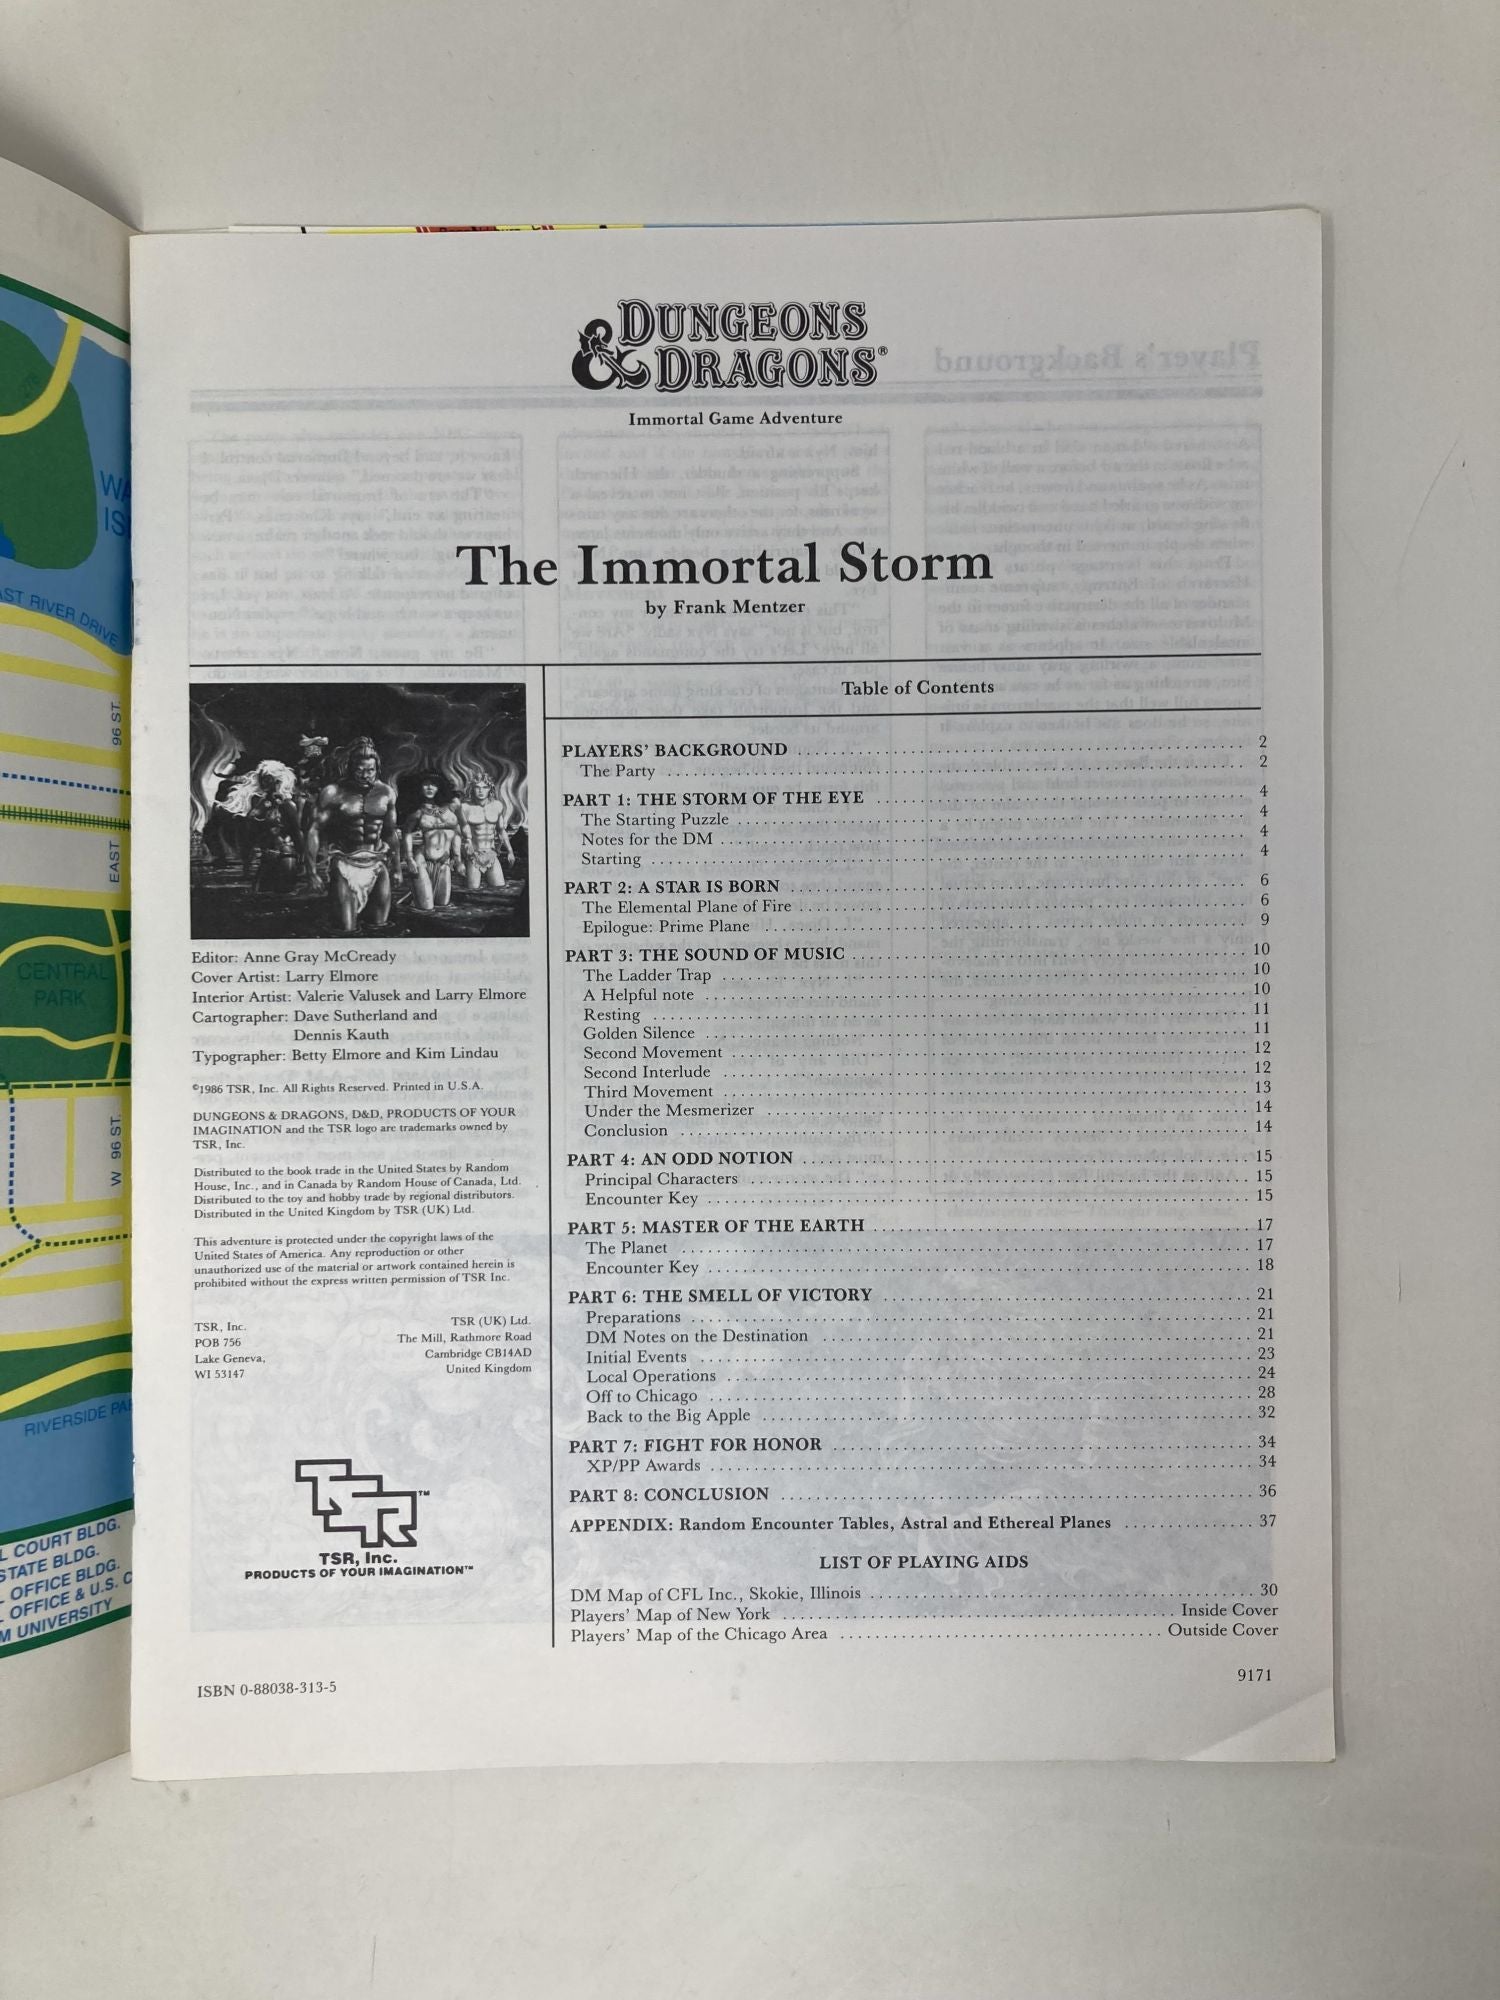 WA
IS
ST RIVER DRIVE
96 ST.
EAST
CENTRAL
PARK
W 96 ST.
RIVERSIDE PA
L COURT BLDG.
STATE BLDG.
OFFICE BLDG.
OFFICE & U.S. C
M UNIVERSITY
DUNGEONS
& DRAGONS®
Immortal Game Adventure
The Immortal Storm
by Frank Mentzer
Editor: Anne Gray McCready
Cover Artist: Larry Elmore
Interior Artist: Valerie Valusek and Larry Elmore
Cartographer: Dave Sutherland and
Dennis Kauth
Typographer: Betty Elmore and Kim Lindau
©1986 TSR, Inc. All Rights Reserved. Printed in U.S.A.
DUNGEONS & DRAGONS, D&D, PRODUCTS OF YOUR
IMAGINATION and the TSR logo are trademarks owned by
TSR, Inc.
Distributed to the book trade in the United States by Random
House, Inc., and in Canada by Random House of Canada, Ltd.
Distributed to the toy and hobby trade by regional distributors.
Distributed in the United Kingdom by TSR (UK) Ltd.
This adventure is protected under the copyright laws of the
United States of America. Any reproduction or other
unauthorized use of the material or artwork contained herein is
prohibited without the express written permission of TSR Inc.
TSR, Inc.
POB 756
Lake Geneva,
WI 53147
TSR (UK) Ltd.
The Mill, Rathmore Road
Cambridge CB14AD
United Kingdom
TSR™
TSR, Inc.
PRODUCTS OF YOUR IMAGINATION™
ISBN 0-88038-313-5
Table of Contents
PLAYERS' BACKGROUND 2
The Party 2
PART 1: THE STORM OF THE EYE 4
The Starting Puzzle 4
Notes for the DM 4
Starting 4
PART 2: A STAR IS BORN 6
The Elemental Plane of Fire 6
Epilogue: Prime Plane 9
PART 3: THE SOUND OF MUSIC 10
The Ladder Trap 10
A Helpful note 10
Resting 11
Golden Silence 11
Second Movement 12
Second Interlude 12
Third Movement 13
Under the Mesmerizer 14
Conclusion 14
PART 4: AN ODD NOTION 15
Principal Characters 15
Encounter Key 15
PART 5: MASTER OF THE EARTH 17
The Planet 17
Encounter Key 18
PART 6: THE SMELL OF VICTORY 21
Preparations 21
DM Notes on the Destination 21
Initial Events 23
Local Operations 24
Off to Chicago 28
Back to the Big Apple 32
PART 7: FIGHT FOR HONOR 34
XP/PP Awards 34
PART 8: CONCLUSION 36
APPENDIX: Random Encounter Tables, Astral and Ethereal Planes 37
LIST OF PLAYING AIDS
DM Map of CFL Inc., Skokie, Illinois 30
Players' Map of New York Inside Cover
Players' Map of the Chicago Area Outside Cover
9171